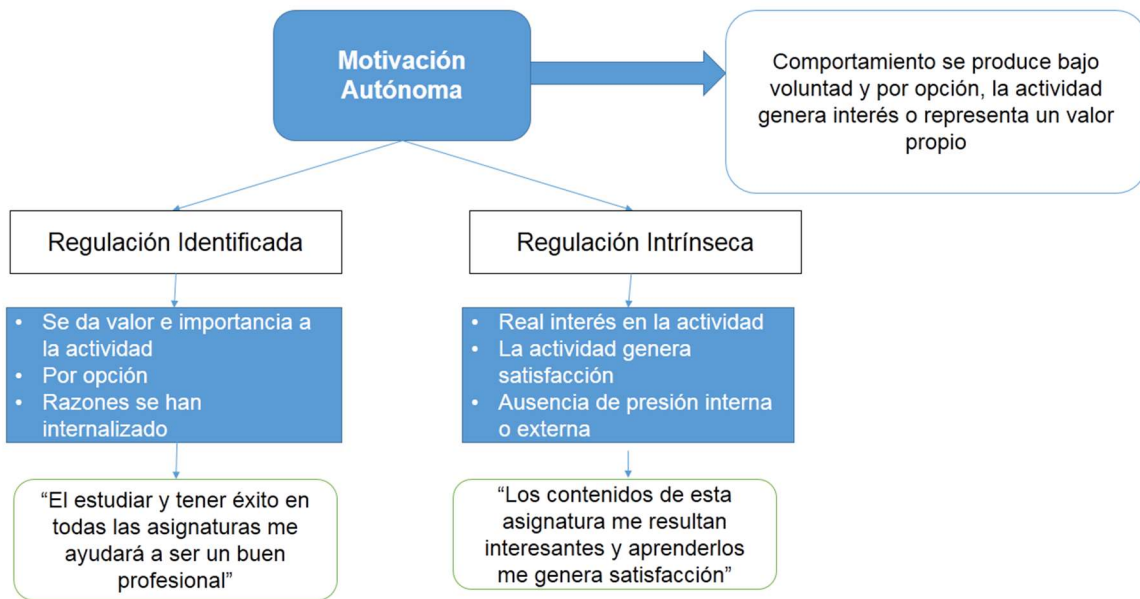 Motivación
Autónoma
Comportamiento se produce bajo
voluntad y por opción, la actividad
genera interés o representa un valor
propio
Regulación Identificada
Regulación Intrínseca
• Se da valor e importancia a
la actividad
• Por opción
• Razones se han
internalizado
• Real interés en la actividad
• La actividad genera
satisfacción
• Ausencia de presión interna
o externa
“El estudiar y tener éxito en
todas las asignaturas me
ayudará a ser un buen
profesional”
“Los contenidos de esta
asignatura me resultan
interesantes y aprenderlos
me genera satisfacción”